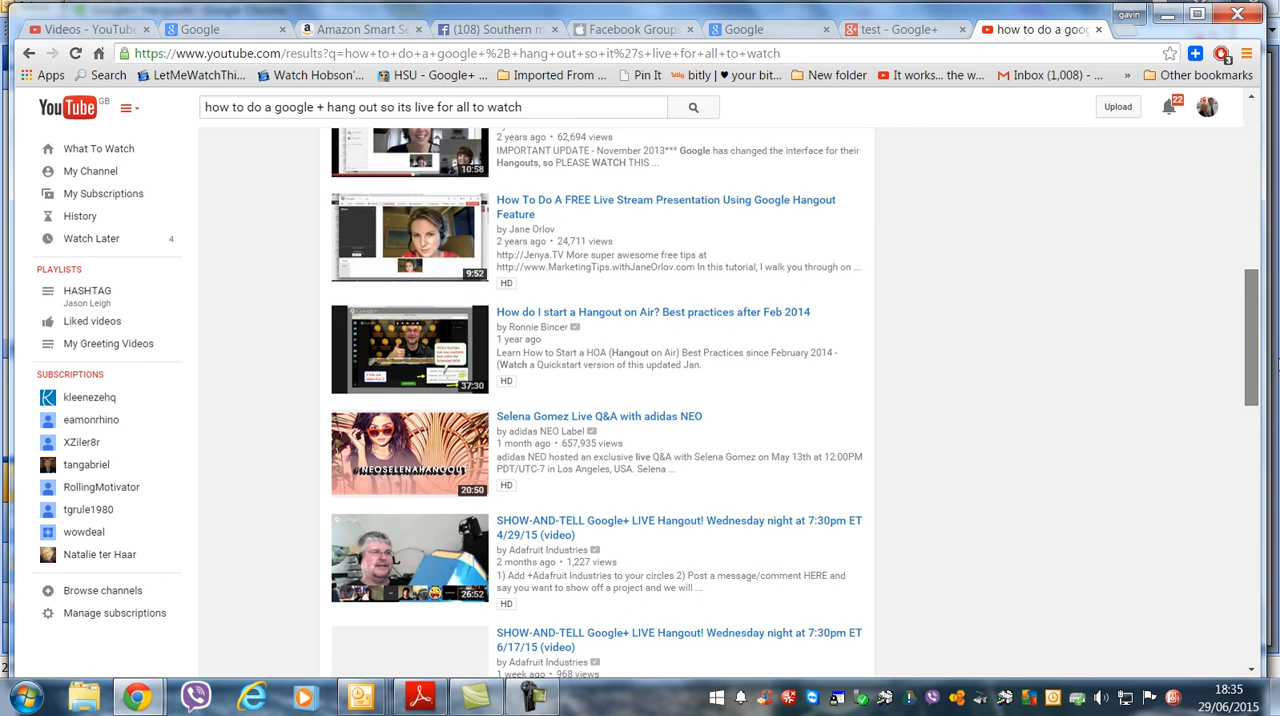 gavin
Videos - YouTube
Google
Amazon Smart Se
(108) Southern m
Facebook Groups
Google
test - Google+
how to do a goog
https://www.youtube.com/results?q=how+to+do+a+google+%2B+hang+out+so+it%27s+live+for+all+to+watch
Apps
Search
LetMeWatchThi...
Watch Hobson'...
HSU - Google+ ...
Imported From ...
Pin It
bitly
♥ your bit...
New folder
It works... the w...
Inbox (1,008) - ...
»
Other bookmarks
3
YouTube GB
how to do a google + hang out so its live for all to watch
Upload
22
What To Watch
My Channel
My Subscriptions
History
Watch Later 4
PLAYLISTS
HASHTAG
Jason Leigh
Liked videos
My Greeting Videos
SUBSCRIPTIONS
kleenezehq
eamonrhino
XZiler8r
tangabriel
RollingMotivator
tgrule1980
wowdeal
Natalie ter Haar
Browse channels
Manage subscriptions
2 years ago • 62,694 views
IMPORTANT UPDATE - November 2013*** Google has changed the interface for their
Hangouts, so PLEASE WATCH THIS ...
10:58
How To Do A FREE Live Stream Presentation Using Google Hangout
Feature
by Jane Orlov
2 years ago • 24,711 views
http://Jenya.TV More super awesome free tips at
http://www.MarketingTips.withJaneOrlov.com In this tutorial, I walk you through on ...
HD
9:52
How do I start a Hangout on Air? Best practices after Feb 2014
by Ronnie Bincer
1 year ago
Learn How to Start a HOA (Hangout on Air) Best Practices since February 2014 -
(Watch a Quickstart version of this updated Jan.
HD
37:30
Selena Gomez Live Q&A with adidas NEO
by adidas NEO Label
1 month ago • 657,935 views
adidas NEO hosted an exclusive live Q&A with Selena Gomez on May 13th at 12:00PM
PDT/UTC-7 in Los Angeles, USA. Selena ...
HD
#NEOSELENAHANGOUT
20:50
SHOW-AND-TELL Google+ LIVE Hangout! Wednesday night at 7:30pm ET
4/29/15 (video)
by Adafruit Industries
2 months ago • 1,227 views
1) Add +Adafruit Industries to your circles 2) Post a message/comment HERE and
say you want to show off a project and we will ...
HD
26:52
SHOW-AND-TELL Google+ LIVE Hangout! Wednesday night at 7:30pm ET
6/17/15 (video)
by Adafruit Industries
1 week ago • 968 views
18:35
29/06/2015